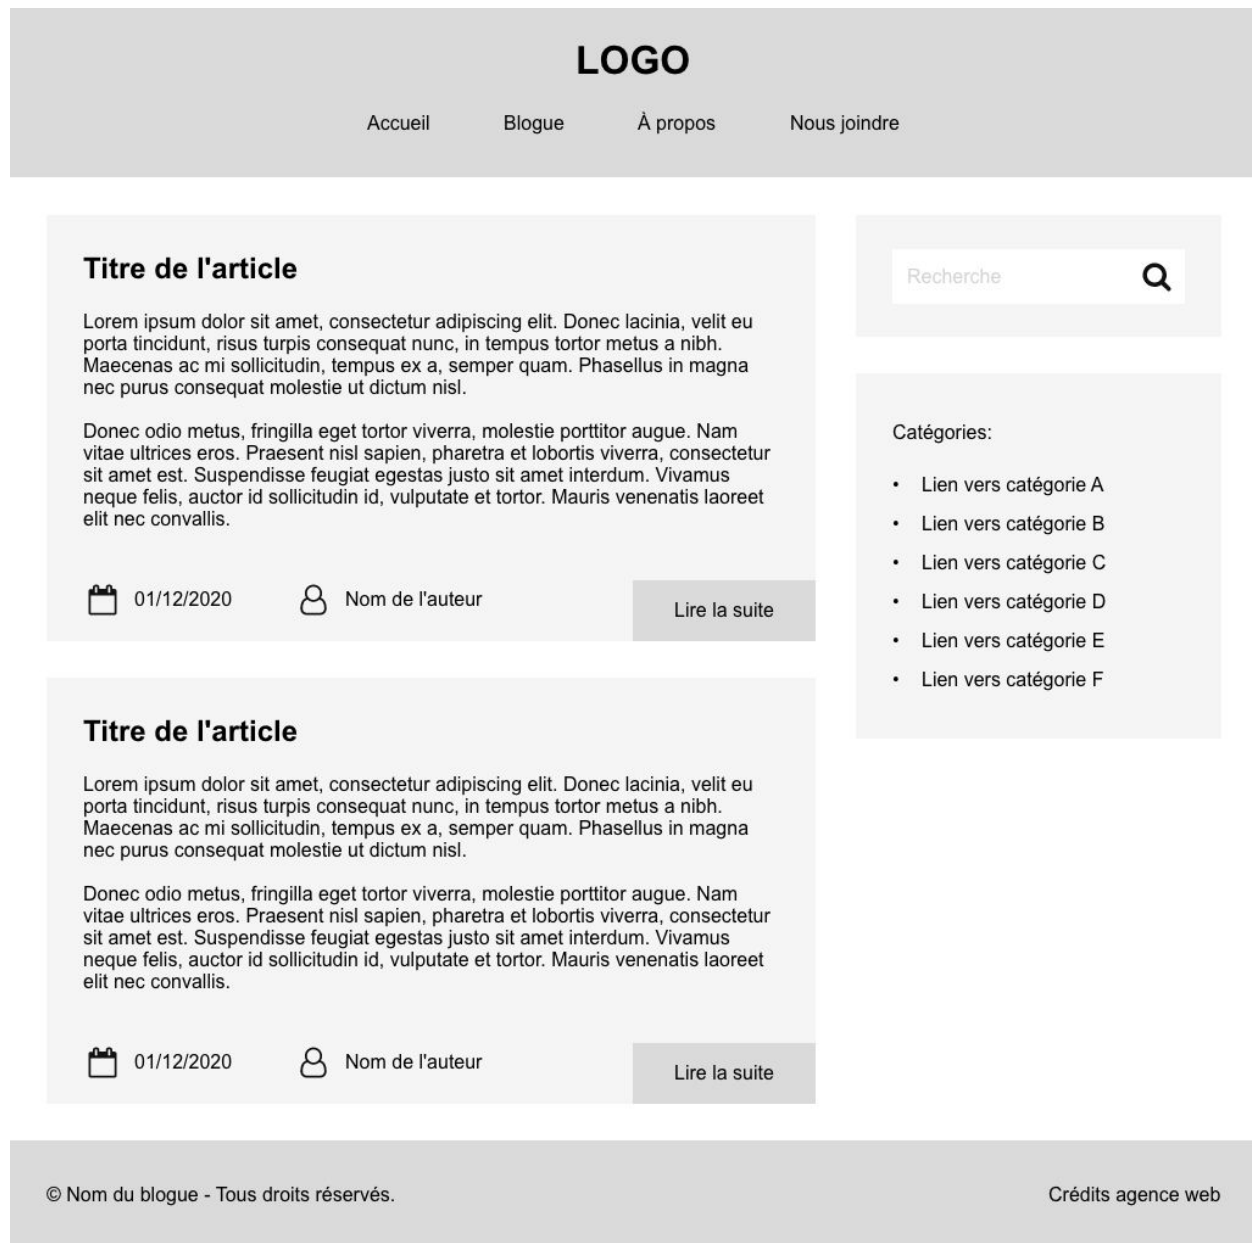 LOGO
Accueil Blogue À propos Nous joindre
Titre de l'article
Lorem ipsum dolor sit amet, consectetur adipiscing elit. Donec lacinia, velit eu
porta tincidunt, risus turpis consequat nunc, in tempus tortor metus a nibh.
Maecenas ac mi sollicitudin, tempus ex a, semper quam. Phasellus in magna
nec purus consequat molestie ut dictum nisl.
Donec odio metus, fringilla eget tortor viverra, molestie porttitor augue. Nam
vitae ultrices eros. Praesent nisl sapien, pharetra et lobortis viverra, consectetur
sit amet est. Suspendisse feugiat egestas justo sit amet interdum. Vivamus
neque felis, auctor id sollicitudin id, vulputate et tortor. Mauris venenatis laoreet
elit nec convallis.
01/12/2020 Nom de l'auteur Lire la suite
Titre de l'article
Lorem ipsum dolor sit amet, consectetur adipiscing elit. Donec lacinia, velit eu
porta tincidunt, risus turpis consequat nunc, in tempus tortor metus a nibh.
Maecenas ac mi sollicitudin, tempus ex a, semper quam. Phasellus in magna
nec purus consequat molestie ut dictum nisl.
Donec odio metus, fringilla eget tortor viverra, molestie porttitor augue. Nam
vitae ultrices eros. Praesent nisl sapien, pharetra et lobortis viverra, consectetur
sit amet est. Suspendisse feugiat egestas justo sit amet interdum. Vivamus
neque felis, auctor id sollicitudin id, vulputate et tortor. Mauris venenatis laoreet
elit nec convallis.
01/12/2020 Nom de l'auteur Lire la suite
Recherche
Catégories:
• Lien vers catégorie A
• Lien vers catégorie B
• Lien vers catégorie C
• Lien vers catégorie D
• Lien vers catégorie E
• Lien vers catégorie F
© Nom du blogue - Tous droits réservés. Crédits agence web